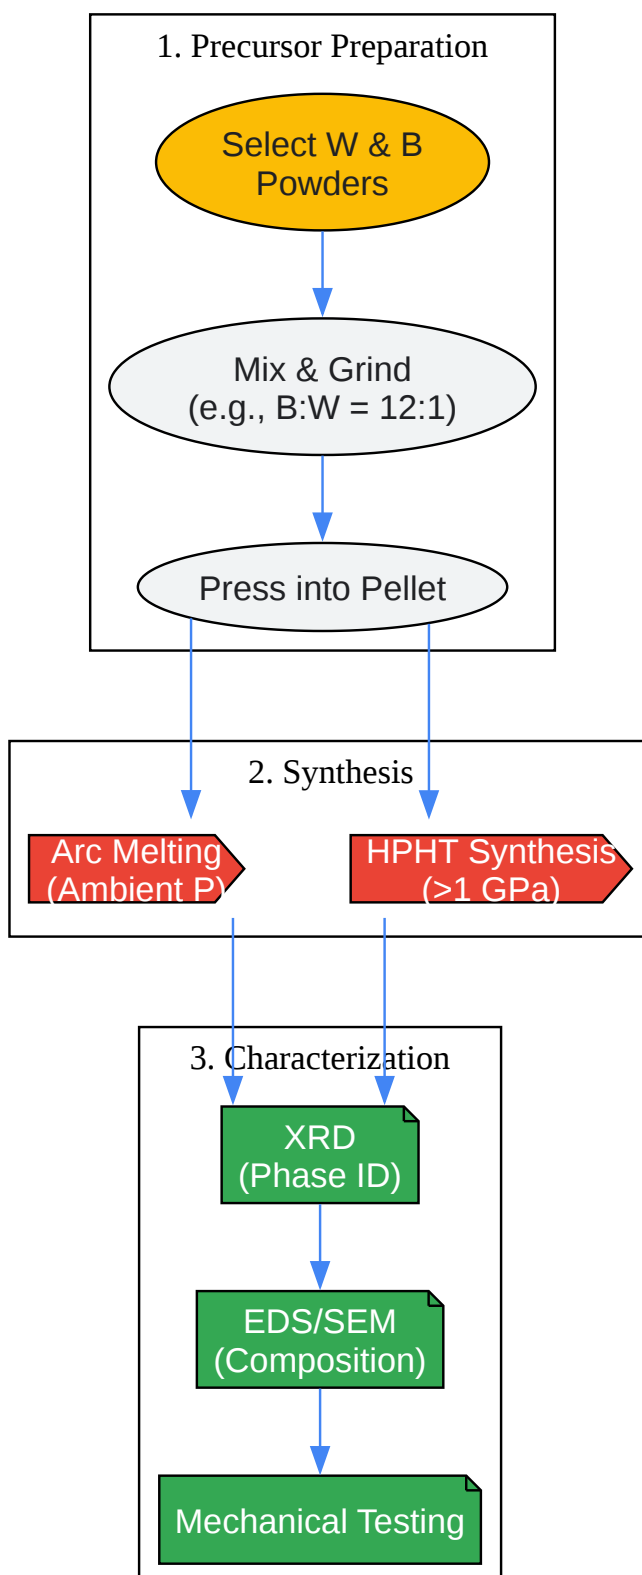 1. Precursor Preparation
Select W & B
Powders
Mix & Grind
(e.g., B:W = 12:1)
Press into Pellet
2. Synthesis
Arc Melting
(Ambient P)
HPHT Synthesis
(>1 GPa)
3. Characterization
XRD
(Phase ID)
EDS/SEM
(Composition)
Mechanical Testing